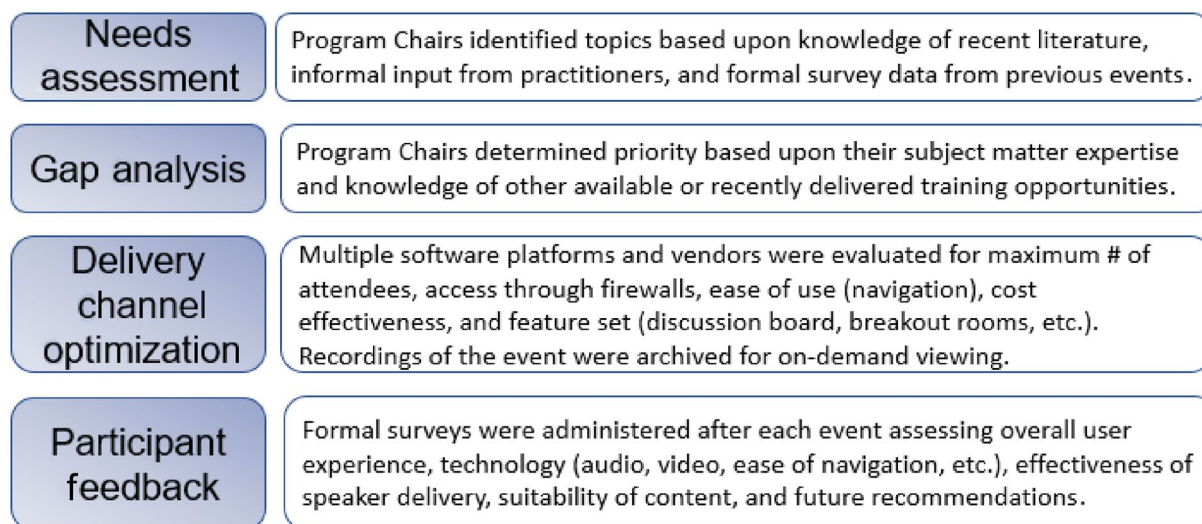 Needs
assessment
Program Chairs identified topics based upon knowledge of recent literature,
informal input from practitioners, and formal survey data from previous events.
Gap analysis
Program Chairs determined priority based upon their subject matter expertise
and knowledge of other available or recently delivered training opportunities.
Delivery
channel
optimization
Multiple software platforms and vendors were evaluated for maximum # of
attendees, access through firewalls, ease of use (navigation), cost
effectiveness, and feature set (discussion board, breakout rooms, etc.).
Recordings of the event were archived for on-demand viewing.
Participant
feedback
Formal surveys were administered after each event assessing overall user
experience, technology (audio, video, ease of navigation, etc.), effectiveness of
speaker delivery, suitability of content, and future recommendations.